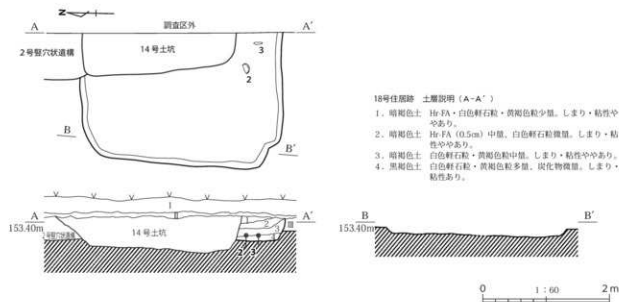 N
A 調査区外 A′
2号竪穴状遺構
14号土坑
3
2
B B′
18号住居跡 土層説明(A-A′)
1、暗褐色土 Hr-FA・白色軽石粒・黄褐色粒少量。しまり・粘性や
ややあり。
2、暗褐色土 Hr-FA(0.5cm)中量、白色軽石粒微量。しまり・粘
性ややあり。
3、暗褐色土 白色軽石粒・黄褐色粒中量。しまり・粘性ややあり。
4、黒褐色土 白色軽石粒・黄褐色粒多量、炭化物微量。しまり・
粘性あり。
A A′
153.40m
1
2
3
2号竪穴状遺構
14号土坑
2 3
B B′
153.40m
0 1:60 2m